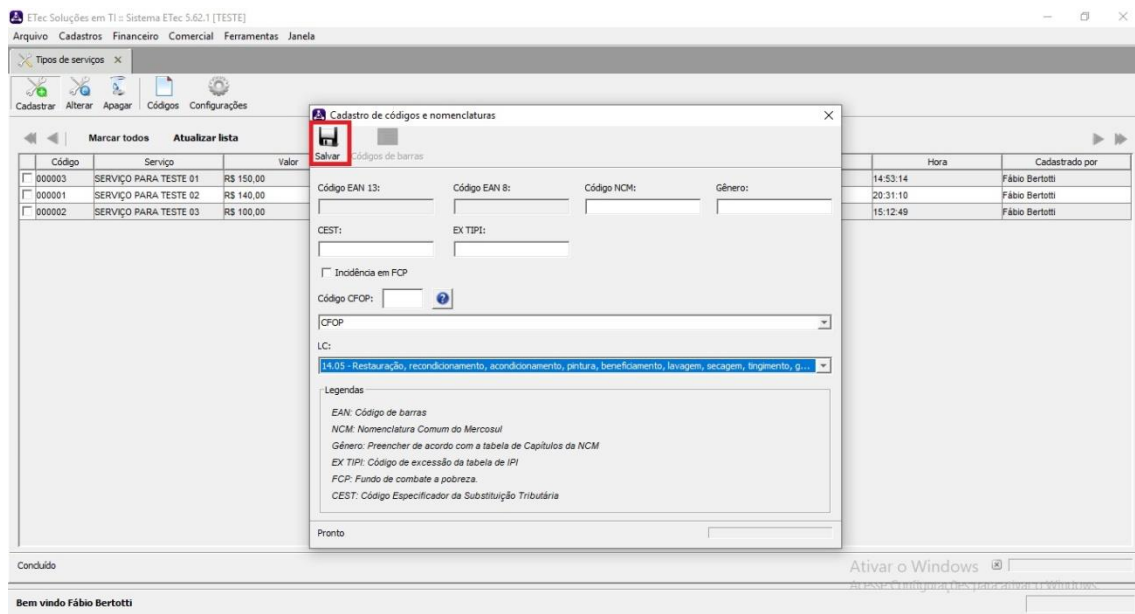 ETec Soluções em TI :: Sistema ETec 5.62.1 [TESTE]
Arquivo Cadastros Financeiro Comercial Ferramentas Janela
Tipos de serviços
Cadastrar Alterar Apagar Códigos Configurações
Marcar todos Atualizar lista
Código Serviço Valor Hora Cadastrado por
000003 SERVIÇO PARA TESTE 01 R$ 150,00 14:53:14 Fábio Bertotti
000001 SERVIÇO PARA TESTE 02 R$ 140,00 20:31:10 Fábio Bertotti
000002 SERVIÇO PARA TESTE 03 R$ 100,00 15:12:49 Fábio Bertotti
Cadastro de códigos e nomenclaturas
Salvar Códigos de barras
Código EAN 13: Código EAN 8: Código NCM: Gênero:
CEST: EX TIPI:
Incidência em FCP
Código CFOP:
CFOP
LC:
14.05 - Restauração, recondicionamento, acondicionamento, pintura, beneficiamento, lavagem, secagem, tingimento, g...
Legendas
EAN: Código de barras
NCM: Nomenclatura Comum do Mercosul
Gênero: Preencher de acordo com a tabela de Capítulos da NCM
EX TIPI: Código de excessão da tabela de IPI
FCP: Fundo de combate a pobreza.
CEST: Código Especificador da Substituição Tributária
Pronto
Concluído
Ativar o Windows
Acesse Configurações para ativar o Windows.
Bem vindo Fábio Bertotti